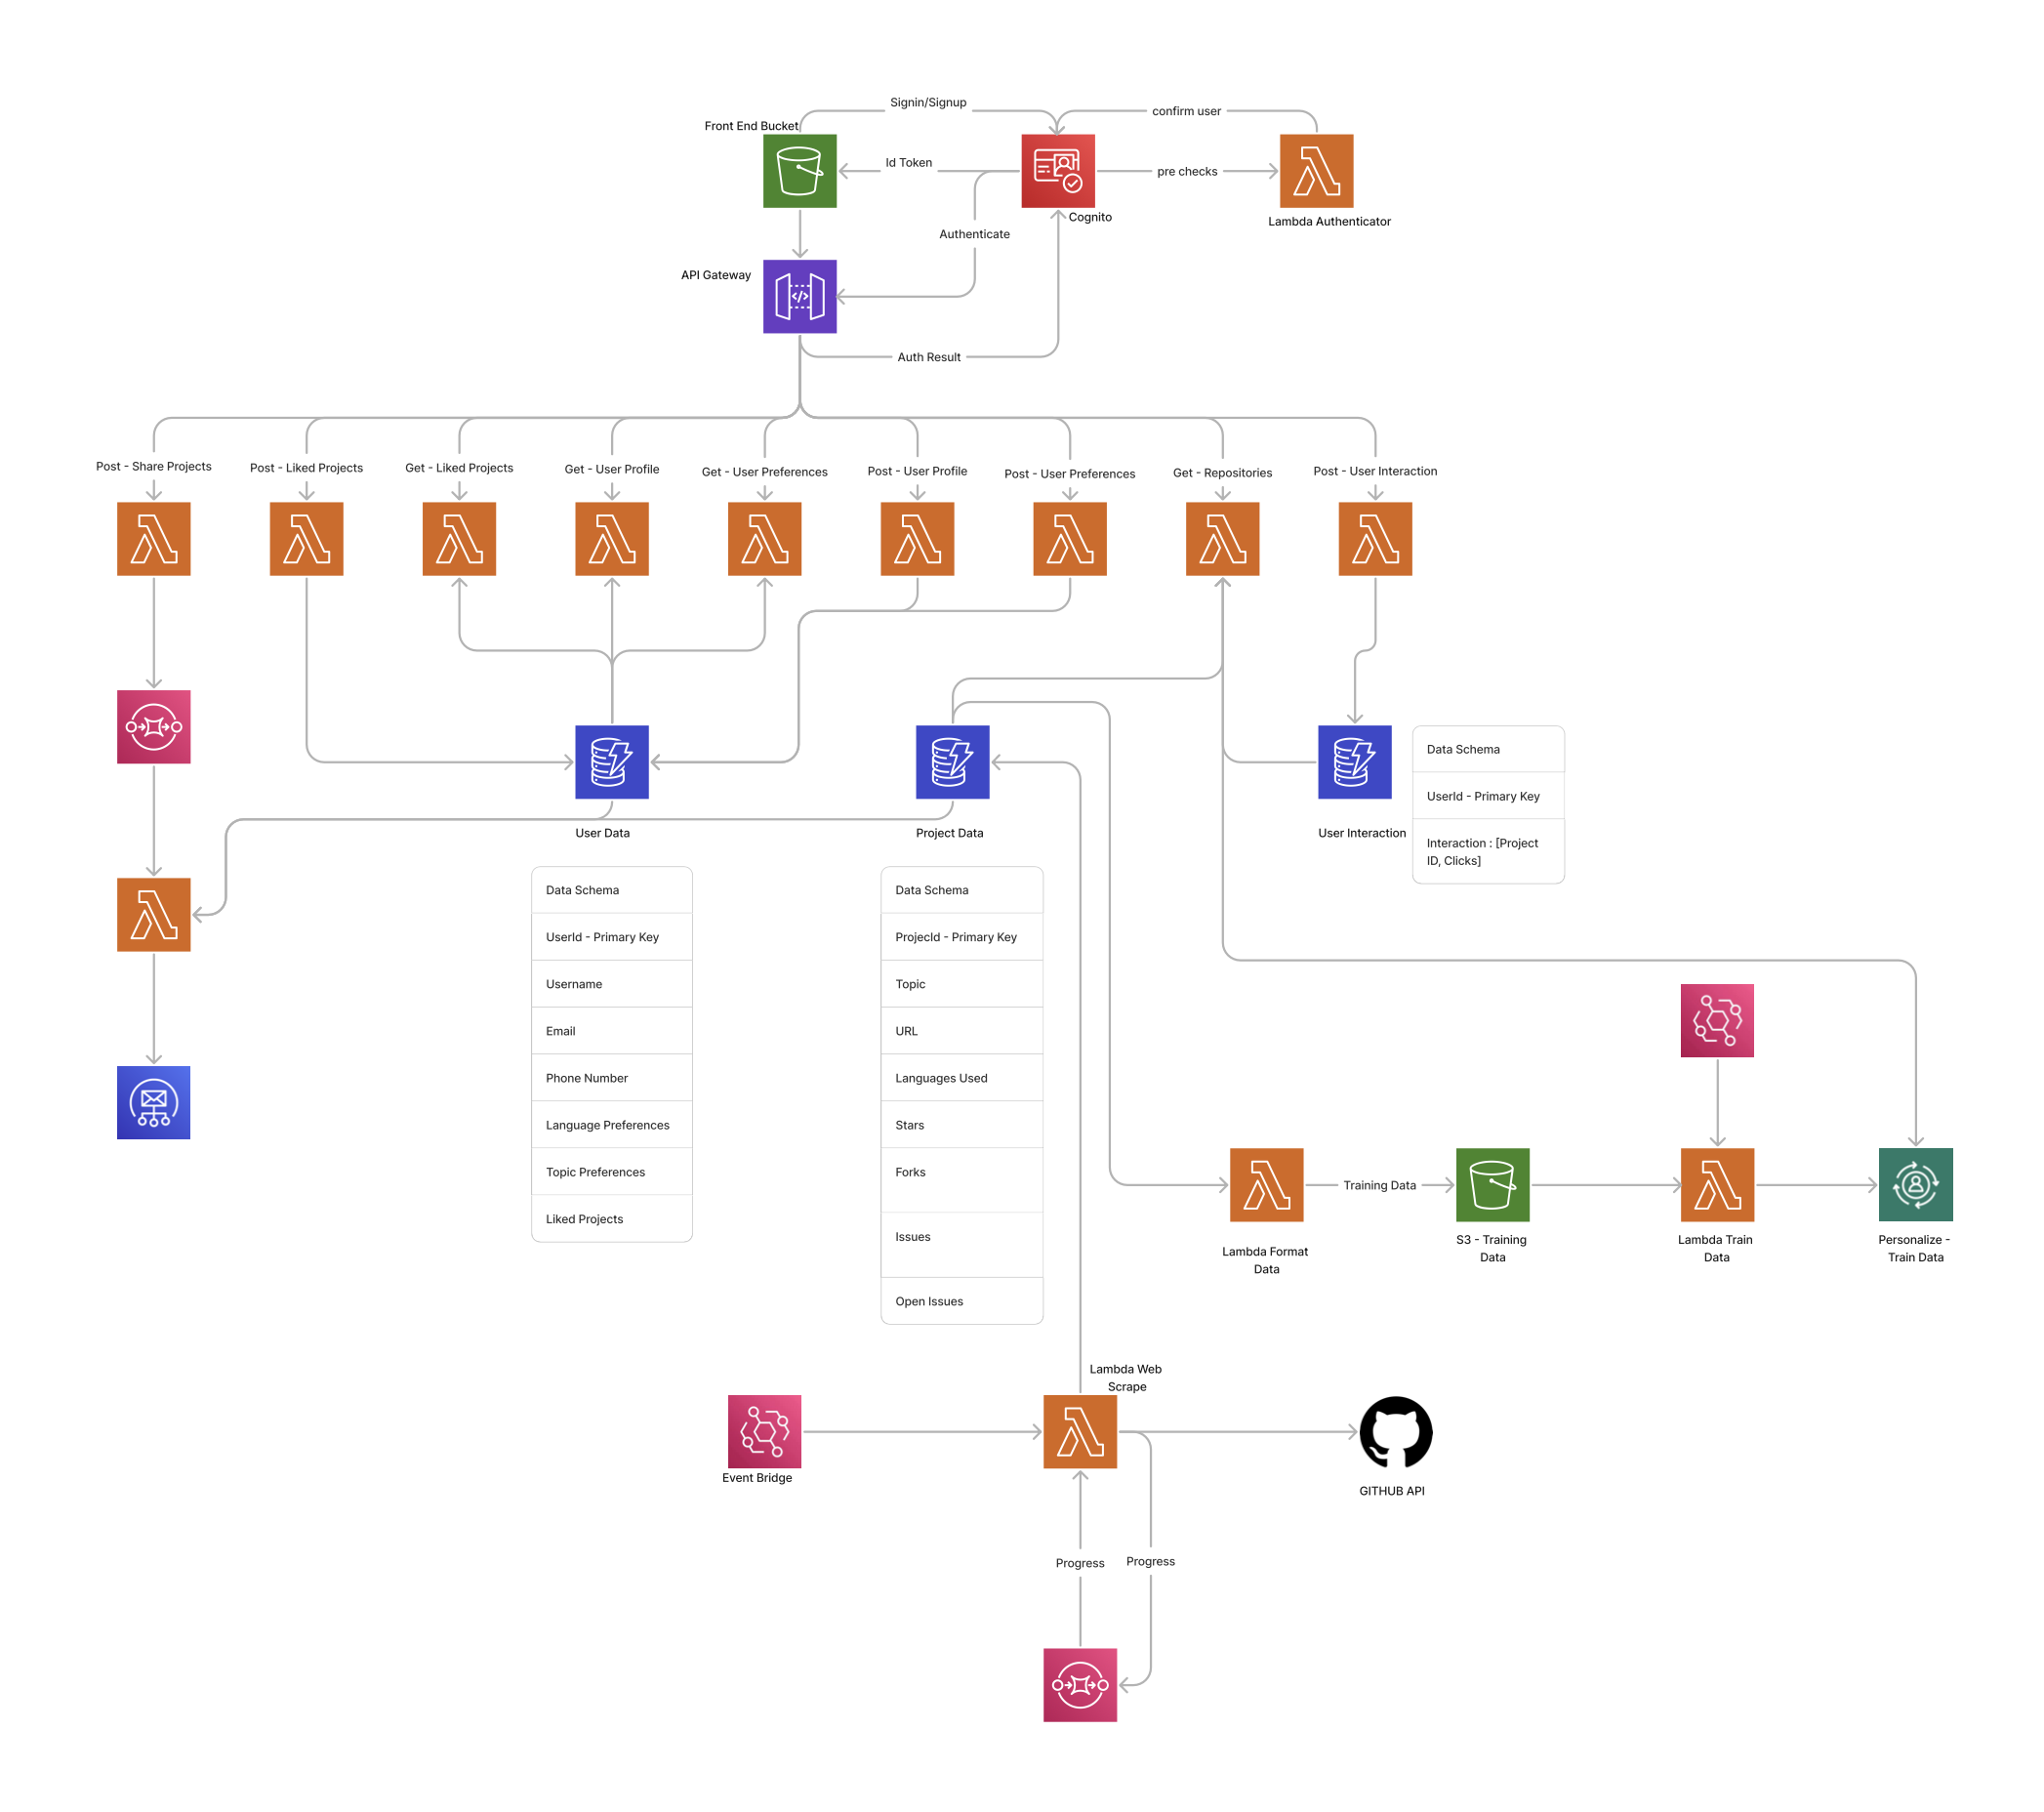 Signin/Signup
confirm user
Front End Bucket
Id Token
pre checks
Cognito
Lambda Authenticator
Authenticate
API Gateway
Auth Result
Post - Share Projects
Post - Liked Projects
Get - Liked Projects
Get - User Profile
Get - User Preferences
Post - User Profile
Post - User Preferences
Get - Repositories
Post - User Interaction
User Data
Project Data
User Interaction
Data Schema
UserId - Primary Key
Interaction : [Project
ID, Clicks]
Data Schema
UserId - Primary Key
Username
Email
Phone Number
Language Preferences
Topic Preferences
Liked Projects
Data Schema
ProjecId - Primary Key
Topic
URL
Languages Used
Stars
Forks
Issues
Open Issues
Training Data
Lambda Format
Data
S3 - Training
Data
Lambda Train
Data
Personalize -
Train Data
Lambda Web
Scrape
Event Bridge
GITHUB API
Progress
Progress